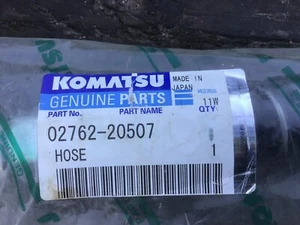 KOMATSU
MADE IN
JAPAN
GENUINE PARTS
11W
PART No.
PART NAME
QTY
02762-20507
HOSE 1